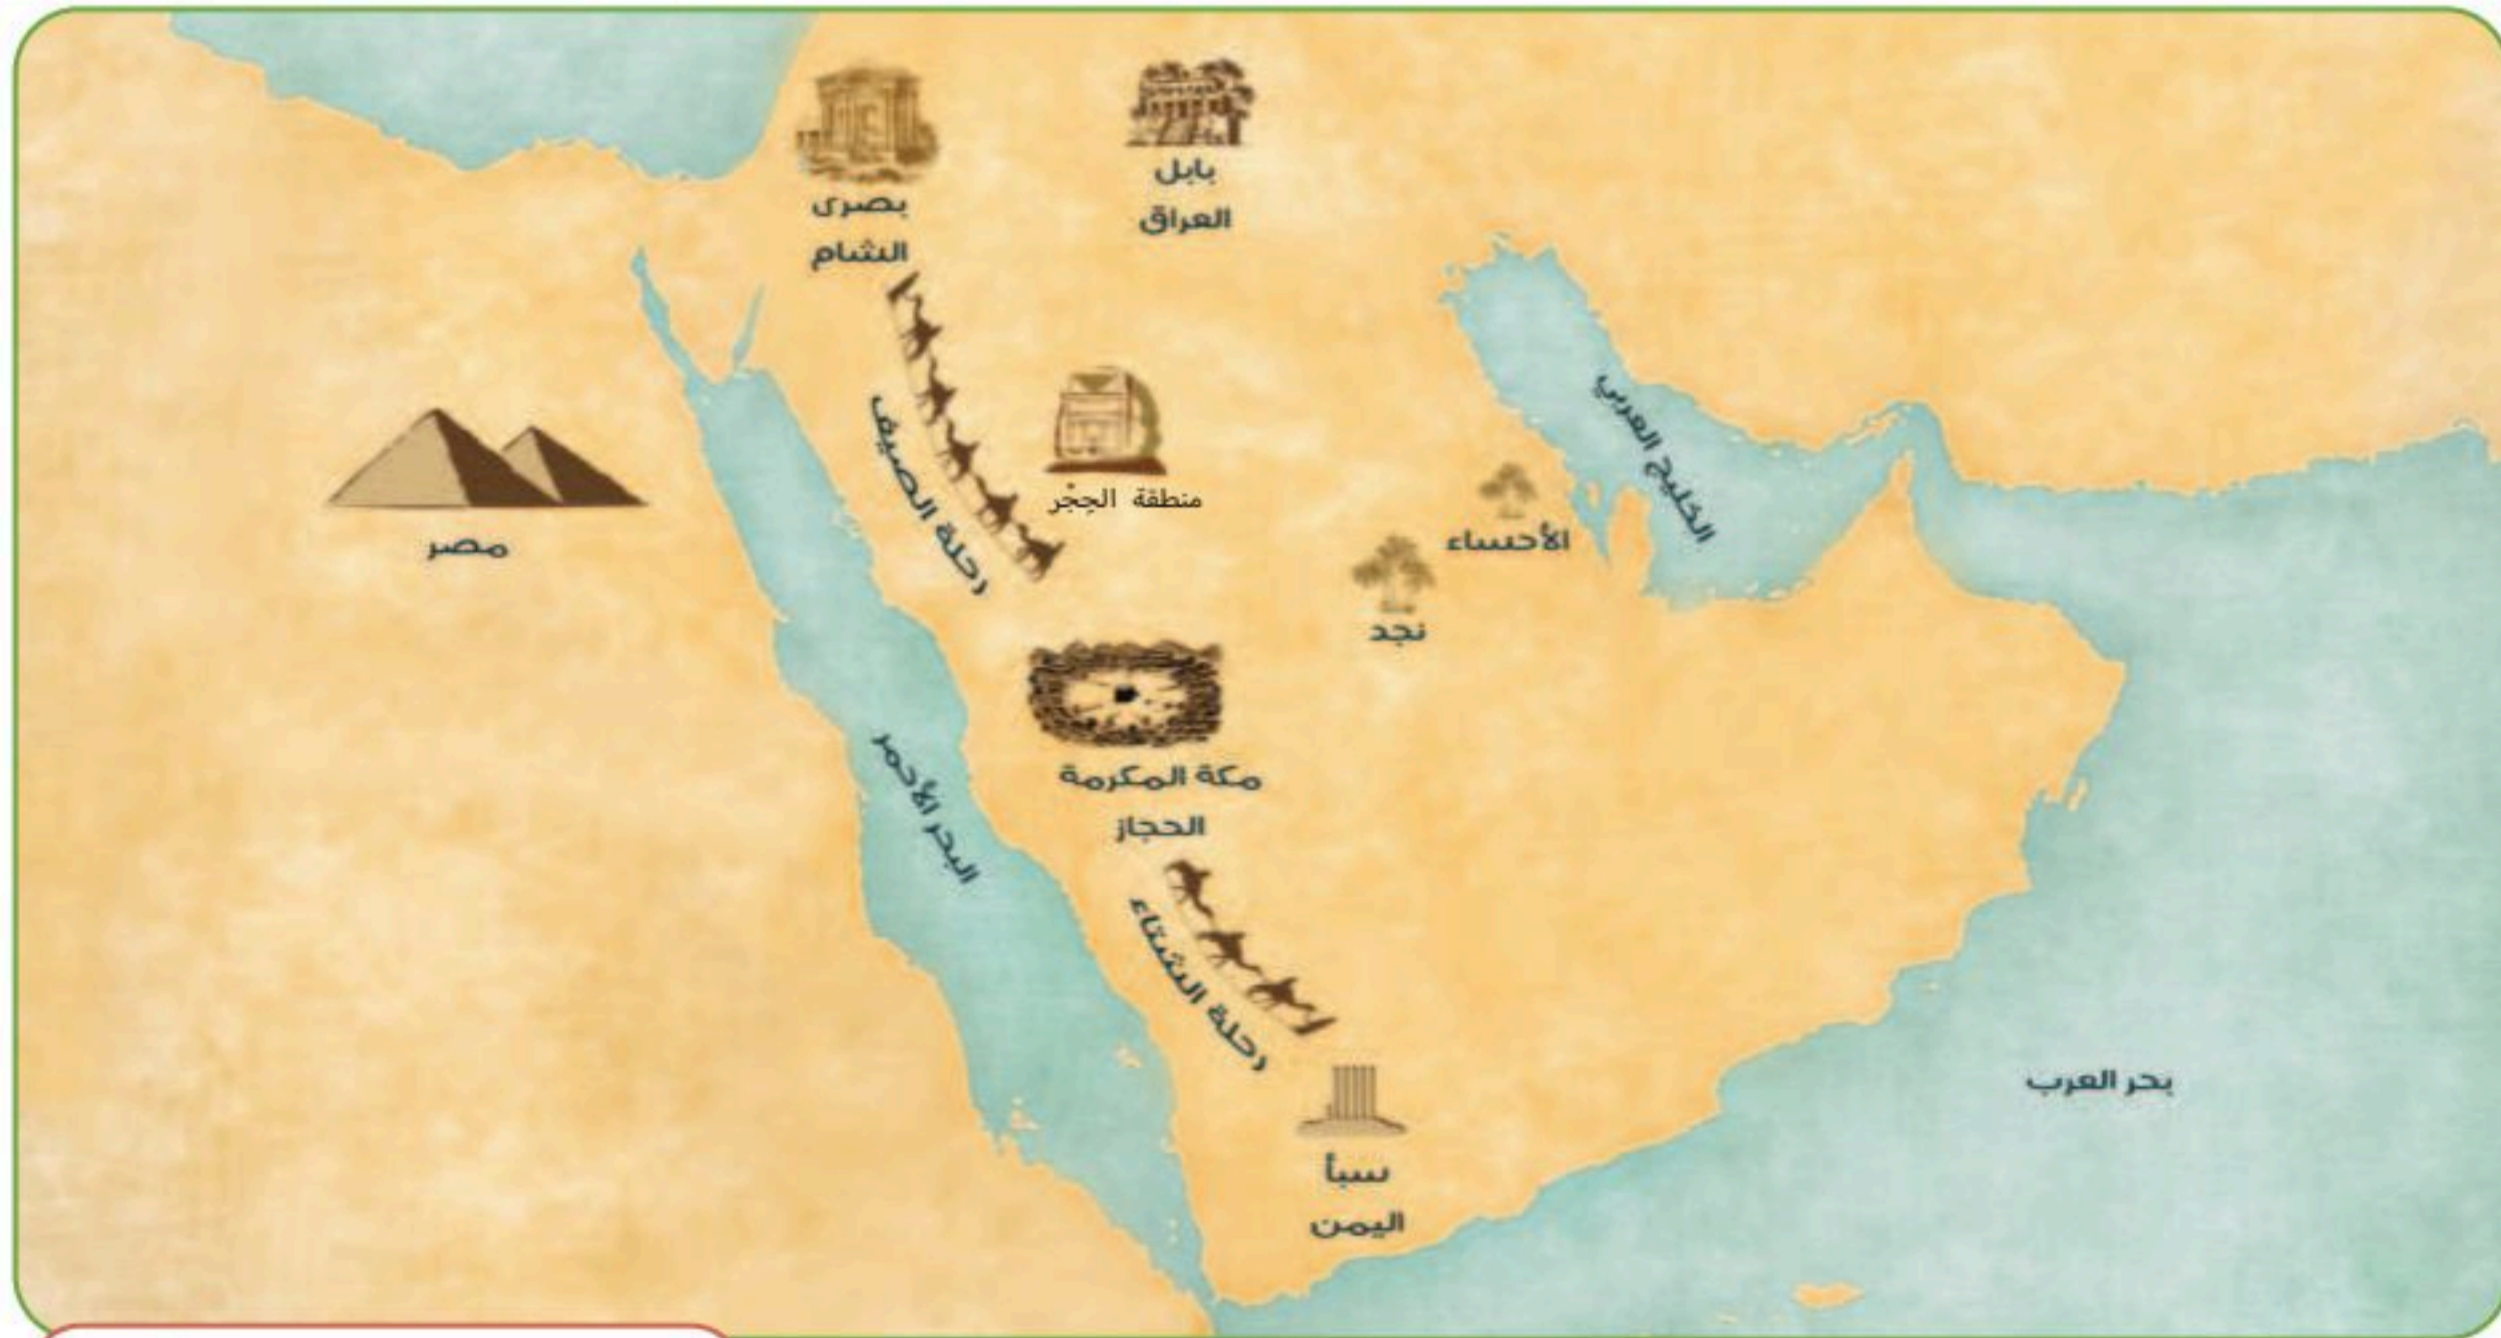 بابل
العراق
بصرى
الشام
رحلة الصيف
منطقة الحِجْر
الخليج العربي
الأحساء
نجد
مصر
مكة المكرمة
الحجاز
البحر الأحمر
رحلة الشتاء
سبأ
اليمن
بحر العرب